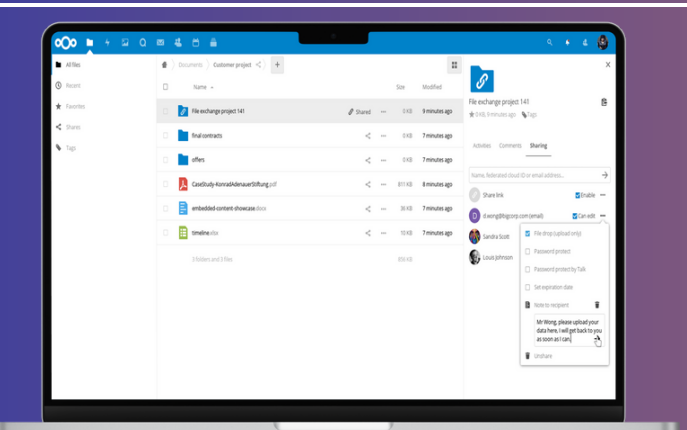 All files
Recent
Favorites
Shares
Tags
Documents
Customer project
+
Name
Size
Modified
File exchange project 141
Shared
0 KB
9 minutes ago
final contracts
0 KB
7 minutes ago
offers
0 KB
7 minutes ago
CaseStudy-KonradAdenauerStiftung.pdf
811 KB
8 minutes ago
embedded-content-showcase.docx
36 KB
7 minutes ago
timeline.xlsx
10 KB
7 minutes ago
3 folders and 3 files
File exchange project 141
0 KB, 9 minutes ago
Tags
Activities Comments Sharing
Name, federated cloud ID or email address...
Share link
Enable
D d.wong@bigcorp.com (email)
Can edit
Sandra Scott
Louis Johnson
File drop (upload only)
Password protect
Password protect by Talk
Set expiration date
Note to recipient
Mr Wong, please upload your
data here, I will get back to you
as soon as I can,
Unshare